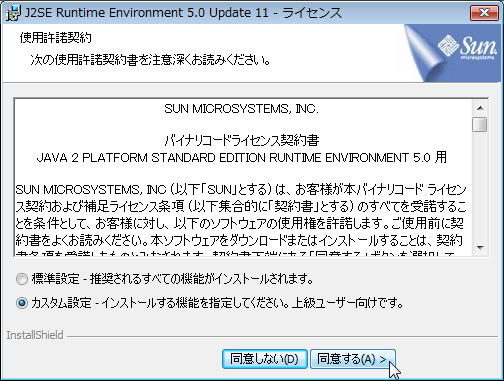 J2SE Runtime Environment 5.0 Update 11 - ライセンス
使用許諾契約
次の使用許諾契約書を注意深くお読みください。
Sun
microsystems
SUN MICROSYSTEMS, INC.
バイナリコードライセンス契約書
JAVA 2 PLATFORM STANDARD EDITION RUNTIME ENVIRONMENT 5.0 用
SUN MICROSYSTEMS, INC (以下「SUN」とする) は、お客様が本バイナリコード ライセン
ス契約および補足ライセンス条項 (以下集合的に「契約書」とする) のすべてを受諾するこ
とを条件として、お客様に対し、以下のソフトウェアの使用権を許諾します。ご使用前に契
約書をよくお読みください。本ソフトウェアをダウンロードまたはインストールすることは、契約
標準設定 - 推奨されるすべての機能がインストールされます。
カスタム設定 - インストールする機能を指定してください。上級ユーザー向けです。
InstallShield
同意しない(D)
同意する(A) >